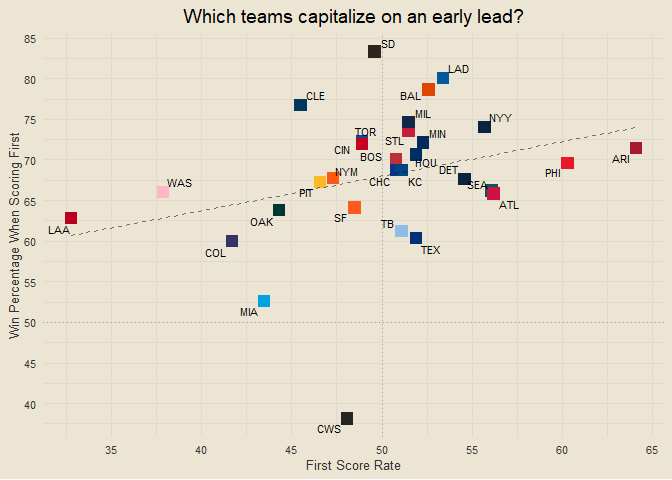 Which teams capitalize on an early lead?
Win Percentage When Scoring First
85
80
75
70
65
60
55
50
45
40
SD
LAD
BAL
CLE
MIL
NYY
TOR
STL
MIN
CIN
BOS
HOU
ARI
PHI
NYM
DET
WAS
PIT
CHC
KC
SEA
ATL
SF
OAK
LAA
TB
COL
TEX
MIA
CWS
35
40
45
50
55
60
65
First Score Rate